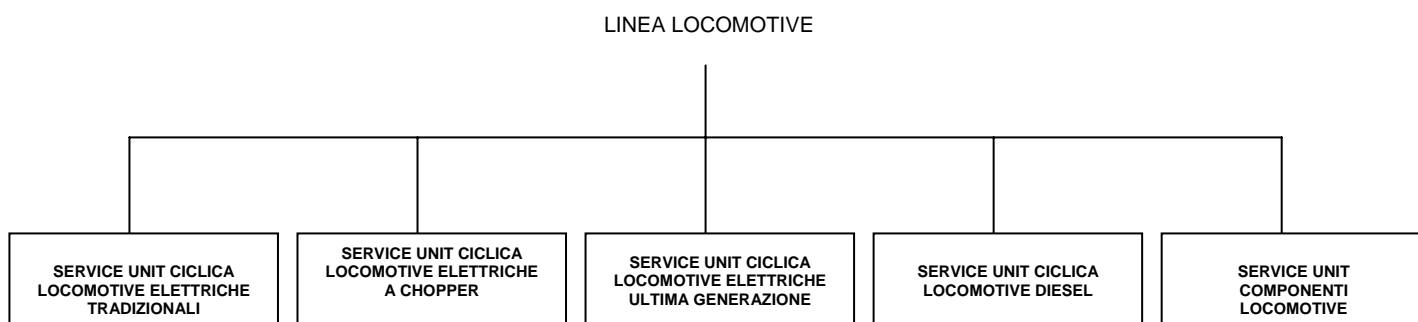 LINEA LOCOMOTIVE
SERVICE UNIT CICLICA
LOCOMOTIVE ELETTRICHE
TRADIZIONALI
SERVICE UNIT CICLICA
LOCOMOTIVE ELETTRICHE
A CHOPPER
SERVICE UNIT CICLICA
LOCOMOTIVE ELETTRICHE
ULTIMA GENERAZIONE
SERVICE UNIT CICLICA
LOCOMOTIVE DIESEL
SERVICE UNIT
COMPONENTI
LOCOMOTIVE